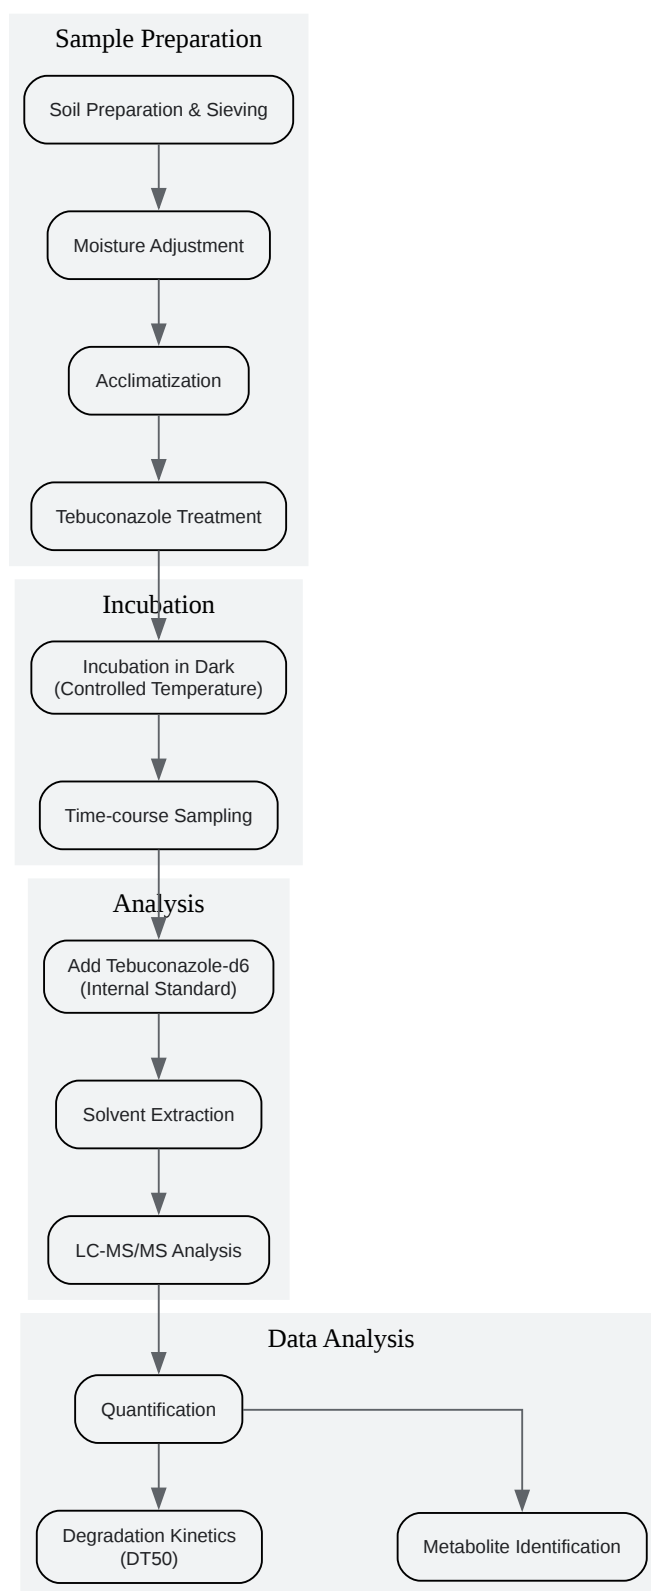 Sample Preparation
Soil Preparation & Sieving
Moisture Adjustment
Acclimatization
Tebuconazole Treatment
Incubation
Incubation in Dark
(Controlled Temperature)
Time-course Sampling
Analysis
Add Tebuconazole-d6
(Internal Standard)
Solvent Extraction
LC-MS/MS Analysis
Data Analysis
Quantification
Degradation Kinetics
(DT50)
Metabolite Identification